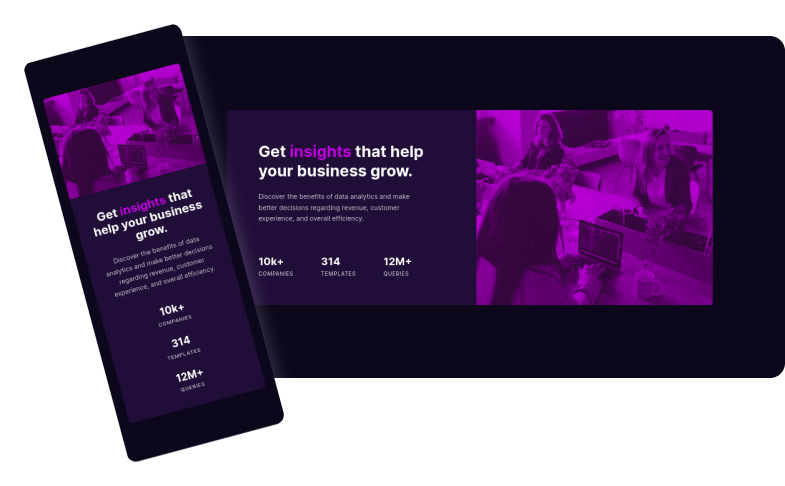 Get insights that
help your business
grow.
Discover the benefits of data
analytics and make better decisions
regarding revenue, customer
experience, and overall efficiency.
10k+
COMPANIES
314
TEMPLATES
12M+
QUERIES
Get insights that help
your business grow.
Discover the benefits of data analytics and make
better decisions regarding revenue, customer
experience, and overall efficiency.
10k+ 314 12M+
COMPANIES TEMPLATES QUERIES